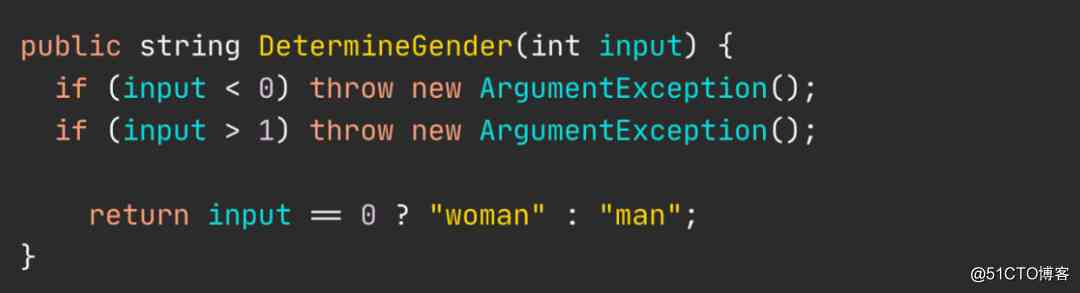 public string DetermineGender(int input) {
  if (input < 0) throw new ArgumentException();
  if (input > 1) throw new ArgumentException();
    return input == 0 ? "woman" : "man";
}
@51CTO博客